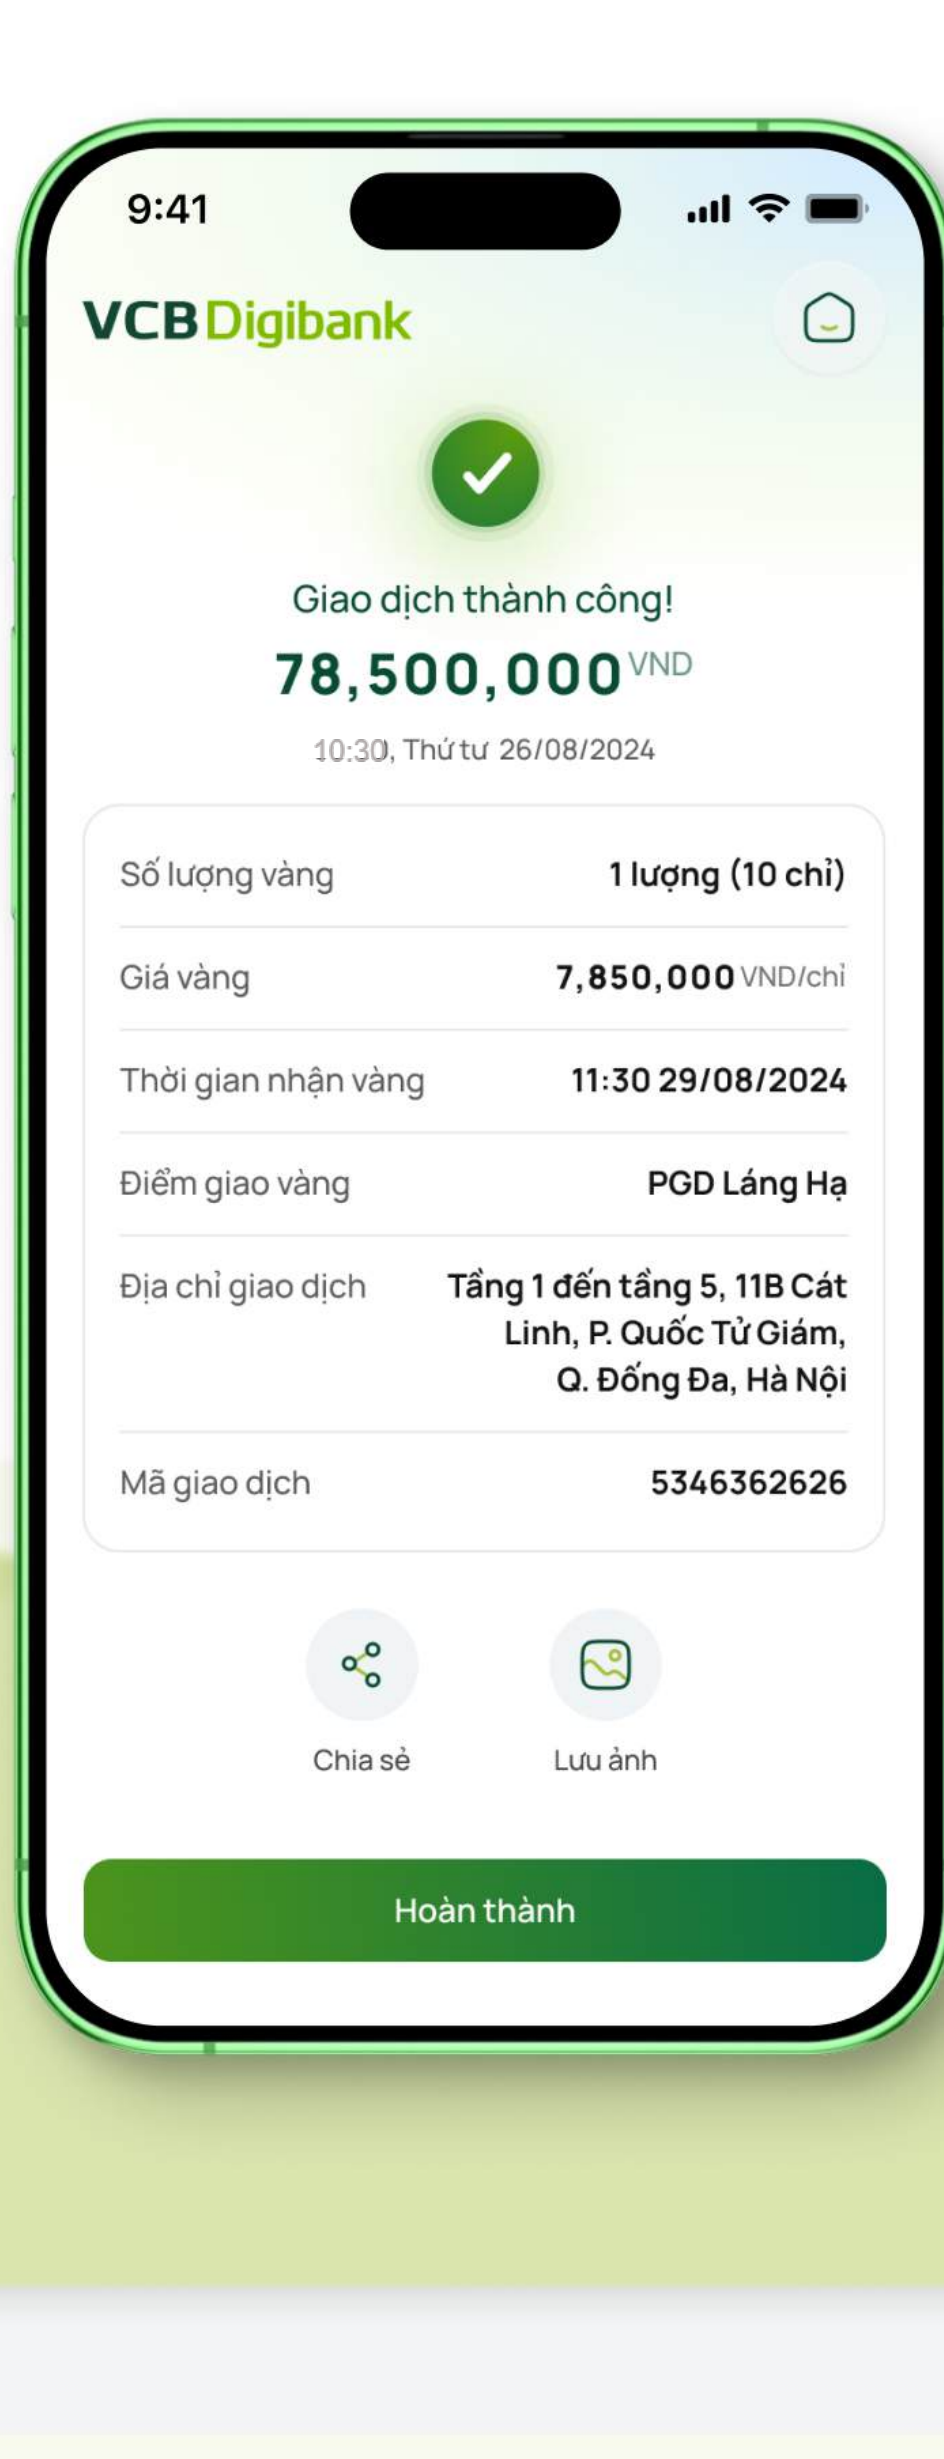 9:41
VCB Digibank
Giao dịch thành công!
78,500,000 VND
10:30, Thứ tư 26/08/2024
Số lượng vàng 1 lượng (10 chỉ)
Giá vàng 7,850,000 VND/chỉ
Thời gian nhận vàng 11:30 29/08/2024
Điểm giao vàng PGD Láng Hạ
Địa chỉ giao dịch Tầng 1 đến tầng 5, 11B Cát
Linh, P. Quốc Tử Giám,
Q. Đống Đa, Hà Nội
Mã giao dịch 5346362626
Chia sẻ Lưu ảnh
Hoàn thành